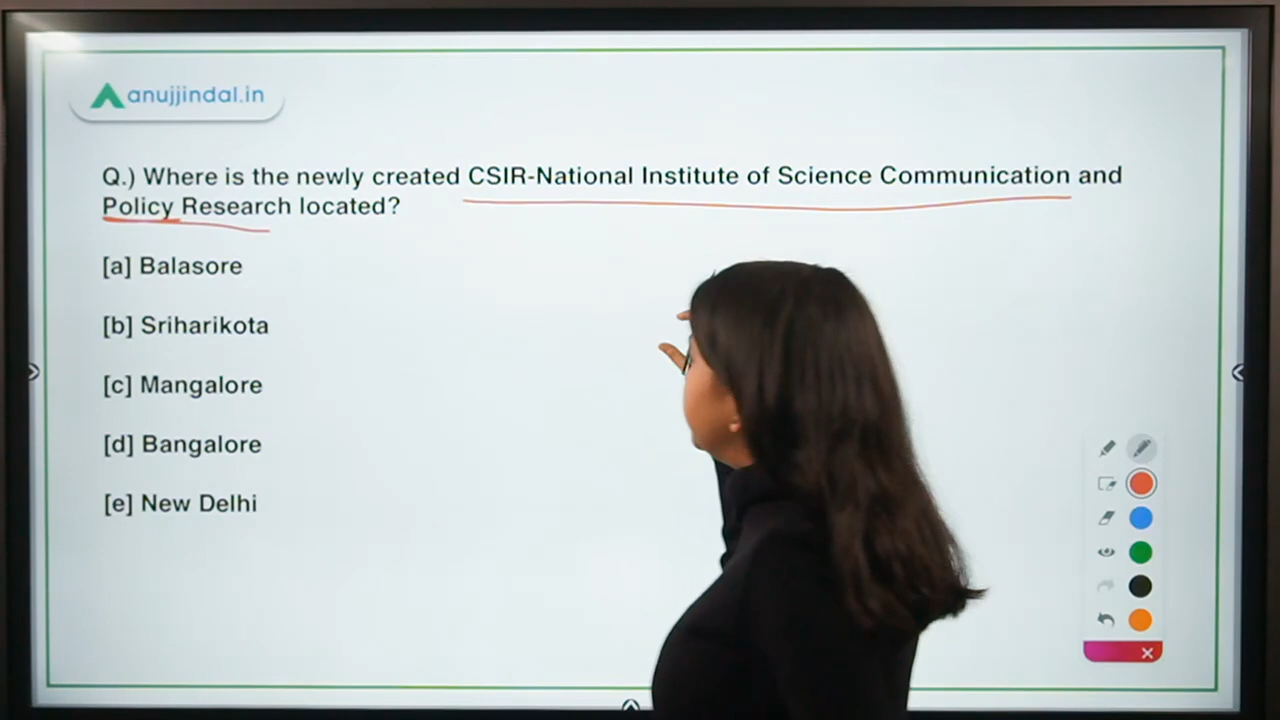 anujjindal.in
Q.) Where is the newly created CSIR-National Institute of Science Communication and
Policy Research located?
[a] Balasore
[b] Sriharikota
[c] Mangalore
[d] Bangalore
[e] New Delhi